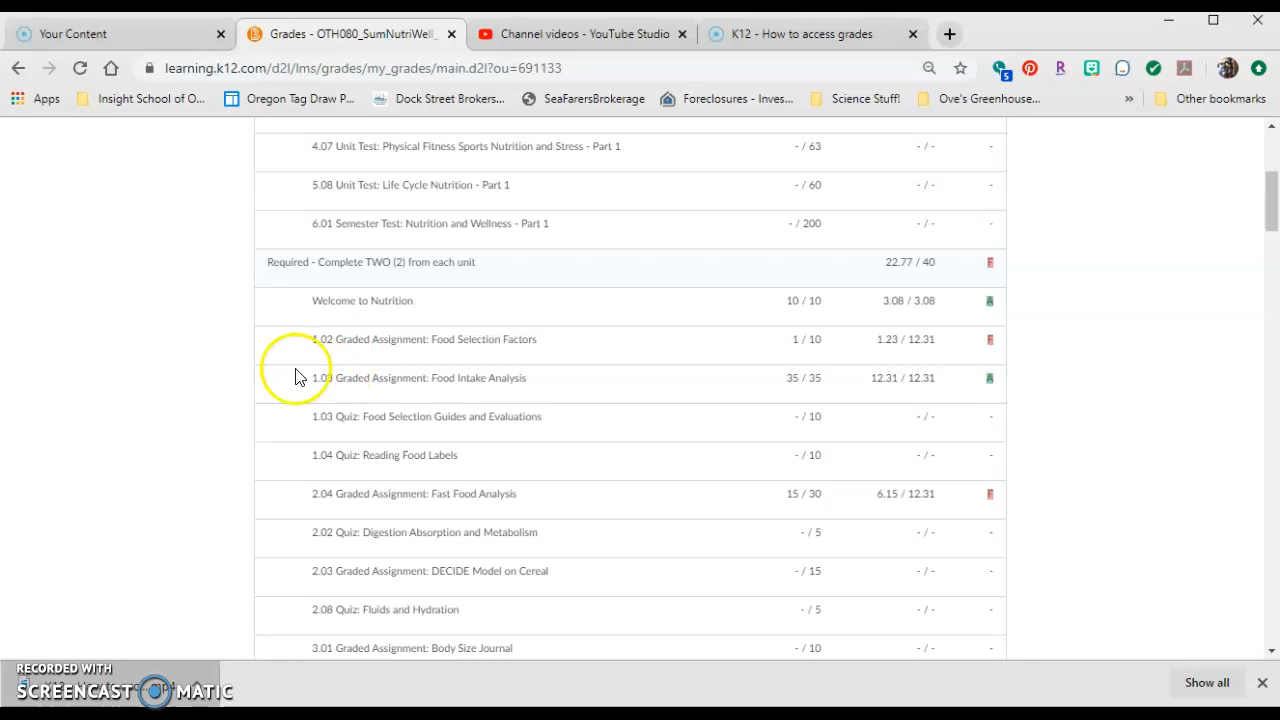 Your Content
Grades - OTH080_SumNutriWell_
Channel videos - YouTube Studio
K12 - How to access grades
learning.k12.com/d2l/lms/grades/my_grades/main.d2l?ou=691133
5
Apps
Insight School of O...
Oregon Tag Draw P...
Dock Street Brokers...
SeaFarersBrokerage
Foreclosures - Inves...
Science Stuff!
Ove's Greenhouse...
»
Other bookmarks
4.07 Unit Test: Physical Fitness Sports Nutrition and Stress - Part 1 - / 63 - / - -
5.08 Unit Test: Life Cycle Nutrition - Part 1 - / 60 - / - -
6.01 Semester Test: Nutrition and Wellness - Part 1 - / 200 - / - -
Required - Complete TWO (2) from each unit 22.77 / 40 F
Welcome to Nutrition 10 / 10 3.08 / 3.08 A
1.02 Graded Assignment: Food Selection Factors 1 / 10 1.23 / 12.31 F
1.03 Graded Assignment: Food Intake Analysis 35 / 35 12.31 / 12.31 A
1.03 Quiz: Food Selection Guides and Evaluations - / 10 - / - -
1.04 Quiz: Reading Food Labels - / 10 - / - -
2.04 Graded Assignment: Fast Food Analysis 15 / 30 6.15 / 12.31 F
2.02 Quiz: Digestion Absorption and Metabolism - / 5 - / - -
2.03 Graded Assignment: DECIDE Model on Cereal - / 15 - / - -
2.08 Quiz: Fluids and Hydration - / 5 - / - -
3.01 Graded Assignment: Body Size Journal - / 10 - / - -
RECORDED WITH
SCREENCAST MATIC
Show all